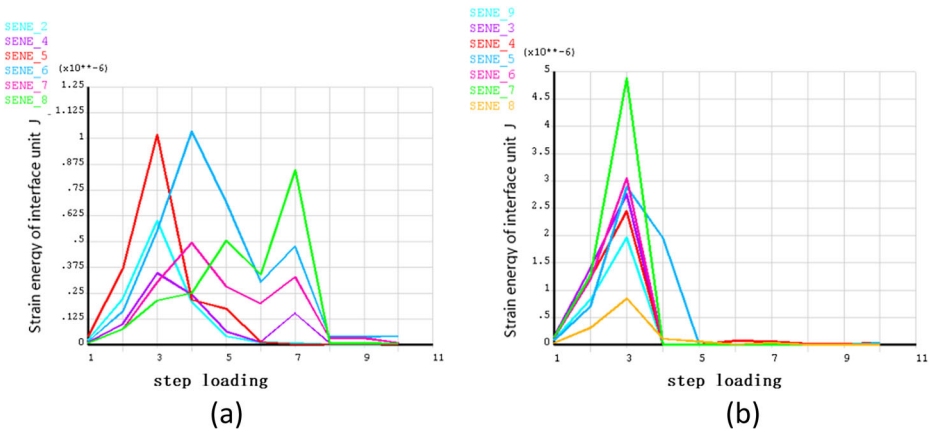 SENE_2
SENE_4
SENE_5
SENE_6
SENE_7
SENE_8
(x10**-6)
1.25
1.125
1
.875
.75
.625
.5
.375
.25
.125
0
Strain energy of interface unit J
1
3
5
7
9
11
step loading
(a)
SENE_9
SENE_3
SENE_4
SENE_5
SENE_6
SENE_7
SENE_8
(x10**-6)
5
4.5
4
3.5
3
2.5
2
1.5
1
.5
0
Strain energy of interface unit J
1
3
5
7
9
11
step loading
(b)